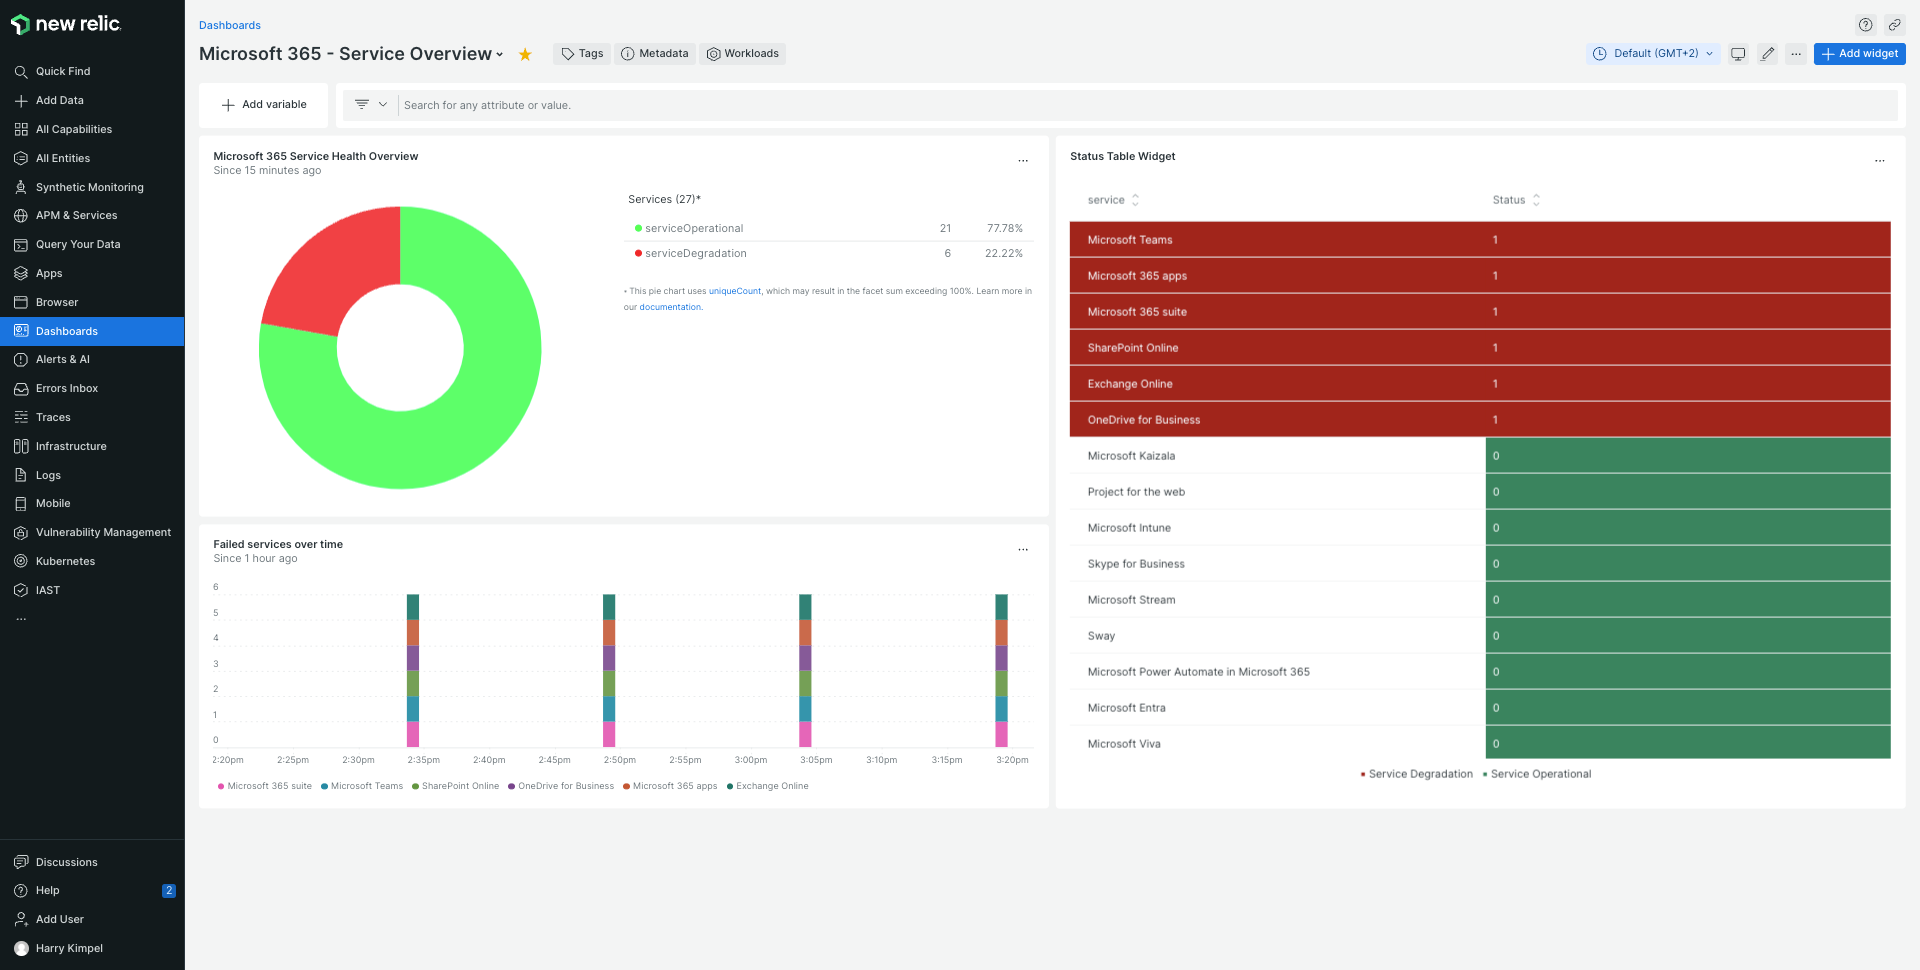 new relic
Quick Find
Add Data
All Capabilities
All Entities
Synthetic Monitoring
APM & Services
Query Your Data
Apps
Browser
Dashboards
Alerts & AI
Errors Inbox
Traces
Infrastructure
Logs
Mobile
Vulnerability Management
Kubernetes
IAST
...
Discussions
Help 2
Add User
Harry Kimpel
Dashboards
Microsoft 365 - Service Overview
Tags
Metadata
Workloads
Default (GMT+2)
...
Add widget
Add variable
Search for any attribute or value.
Microsoft 365 Service Health Overview
...
Since 15 minutes ago
Services (27)*
serviceOperational 21 77.78%
serviceDegradation 6 22.22%
* This pie chart uses uniqueCount, which may result in the facet sum exceeding 100%. Learn more in
our documentation.
Failed services over time
...
Since 1 hour ago
6
5
4
3
2
1
0
2:20pm 2:25pm 2:30pm 2:35pm 2:40pm 2:45pm 2:50pm 2:55pm 3:00pm 3:05pm 3:10pm 3:15pm 3:20pm
Microsoft 365 suite Microsoft Teams SharePoint Online OneDrive for Business Microsoft 365 apps Exchange Online
Status Table Widget
...
service Status
Microsoft Teams 1
Microsoft 365 apps 1
Microsoft 365 suite 1
SharePoint Online 1
Exchange Online 1
OneDrive for Business 1
Microsoft Kaizala 0
Project for the web 0
Microsoft Intune 0
Skype for Business 0
Microsoft Stream 0
Sway 0
Microsoft Power Automate in Microsoft 365 0
Microsoft Entra 0
Microsoft Viva 0
Service Degradation Service Operational